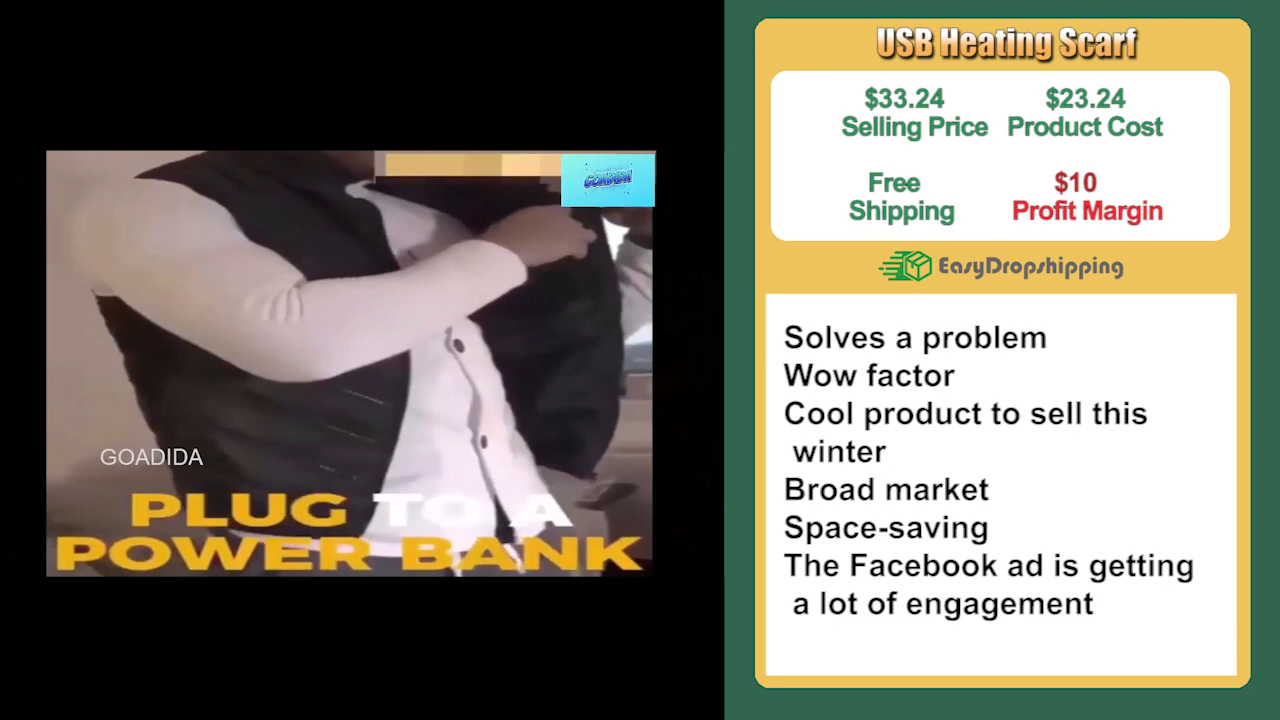 GOADIDA
GOADIDA
PLUG TO A
POWER BANK
USB Heating Scarf
$33.24
Selling Price
$23.24
Product Cost
Free
Shipping
$10
Profit Margin
EasyDropshipping
Solves a problem
Wow factor
Cool product to sell this
winter
Broad market
Space-saving
The Facebook ad is getting
a lot of engagement